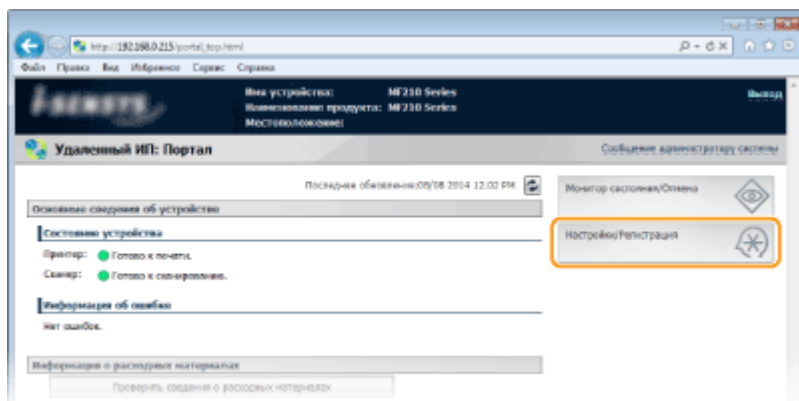 http://192.168.0.215/portal_top.html
Файл Правка Вид Избранное Сервис Справка
Имя устройства: MF210 Series
Наименование продукта: MF210 Series
Местоположение:
Выход
Удаленный ИП: Портал
Сообщение администратору системы
Последнее обновление:08/08 2014 12:02 PM
Монитор состояния/Отмена
Основные сведения об устройстве
Настройки/Регистрация
Состояние устройства
Принтер: Готово к печати.
Сканер: Готово к сканированию.
Информация об ошибке
Нет ошибок.
Информация о расходных материалах
Проверить сведения о расходных материалах